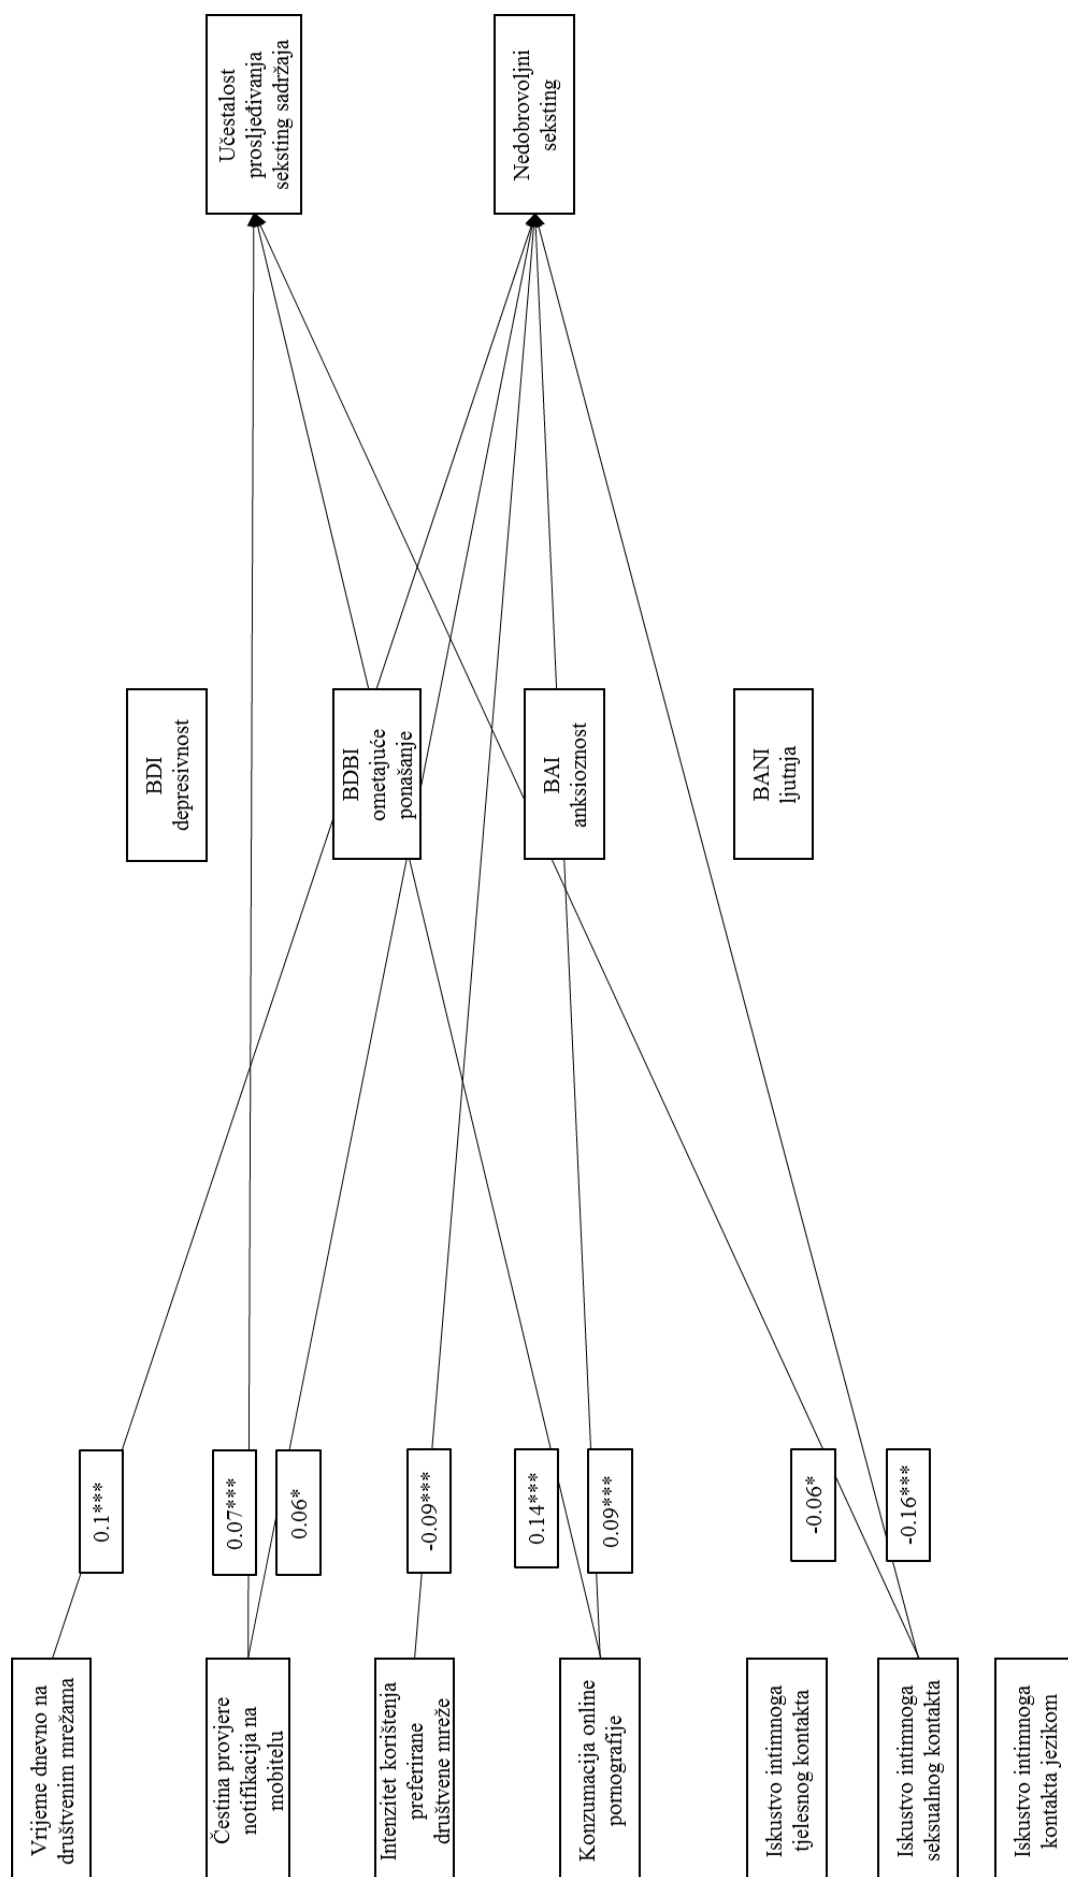 Vrijeme dnevno na
društvenim mrežama
Čestina provjere
notifikacija na
mobitelu
Intenzitet korištenja
preferirane
društvene mreže
Konzumacija online
pornografije
Iskustvo intimnoga
tjelesnog kontakta
Iskustvo intimnoga
seksualnog kontakta
Iskustvo intimnoga
kontakta jezikom
0.1***
0.07***
0.06*
-0.09***
0.14***
0.09***
-0.06*
-0.16***
BDI
depresivnost
BDBI
ometajuće
ponašanje
BAI
anksioznost
BANI
ljutnja
Učestalost
prosljeđivanja
seksting sadržaja
Nedobrovoljni
seksting